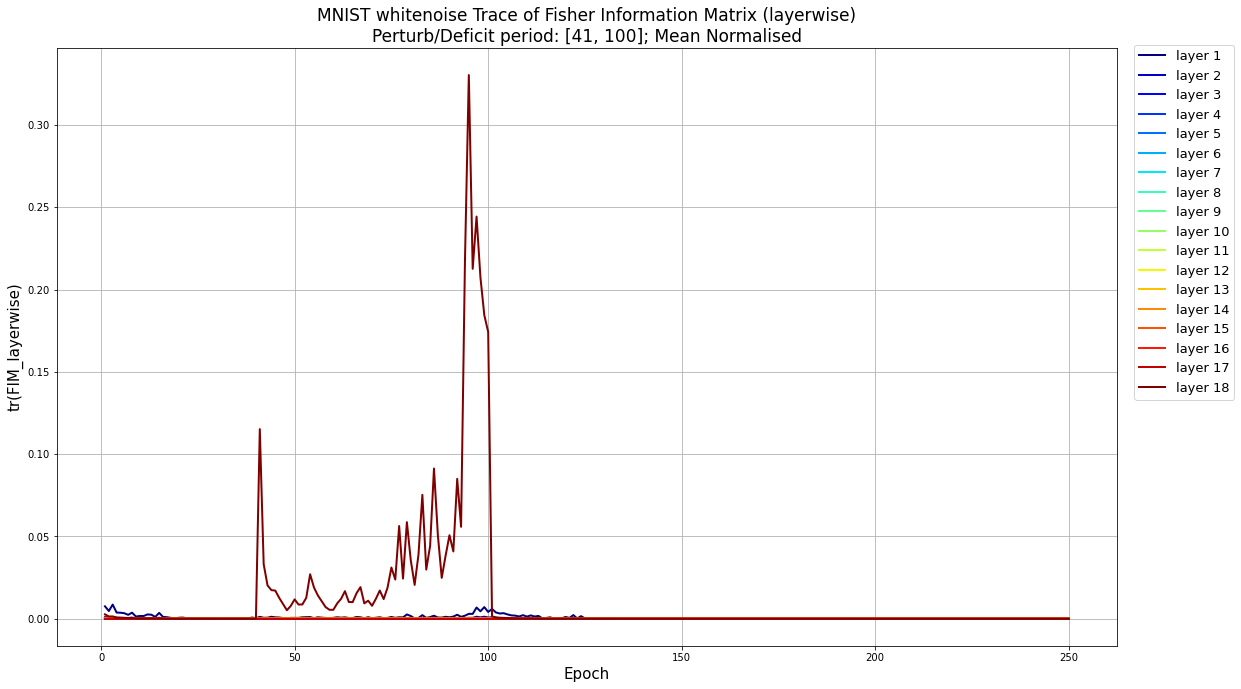 MNIST whitenoise Trace of Fisher Information Matrix (layerwise)
Perturb/Deficit period: [41, 100]; Mean Normalised
tr(FIM_layerwise)
0.30
0.25
0.20
0.15
0.10
0.05
0.00
0
50
100
150
200
250
Epoch
layer 1
layer 2
layer 3
layer 4
layer 5
layer 6
layer 7
layer 8
layer 9
layer 10
layer 11
layer 12
layer 13
layer 14
layer 15
layer 16
layer 17
layer 18